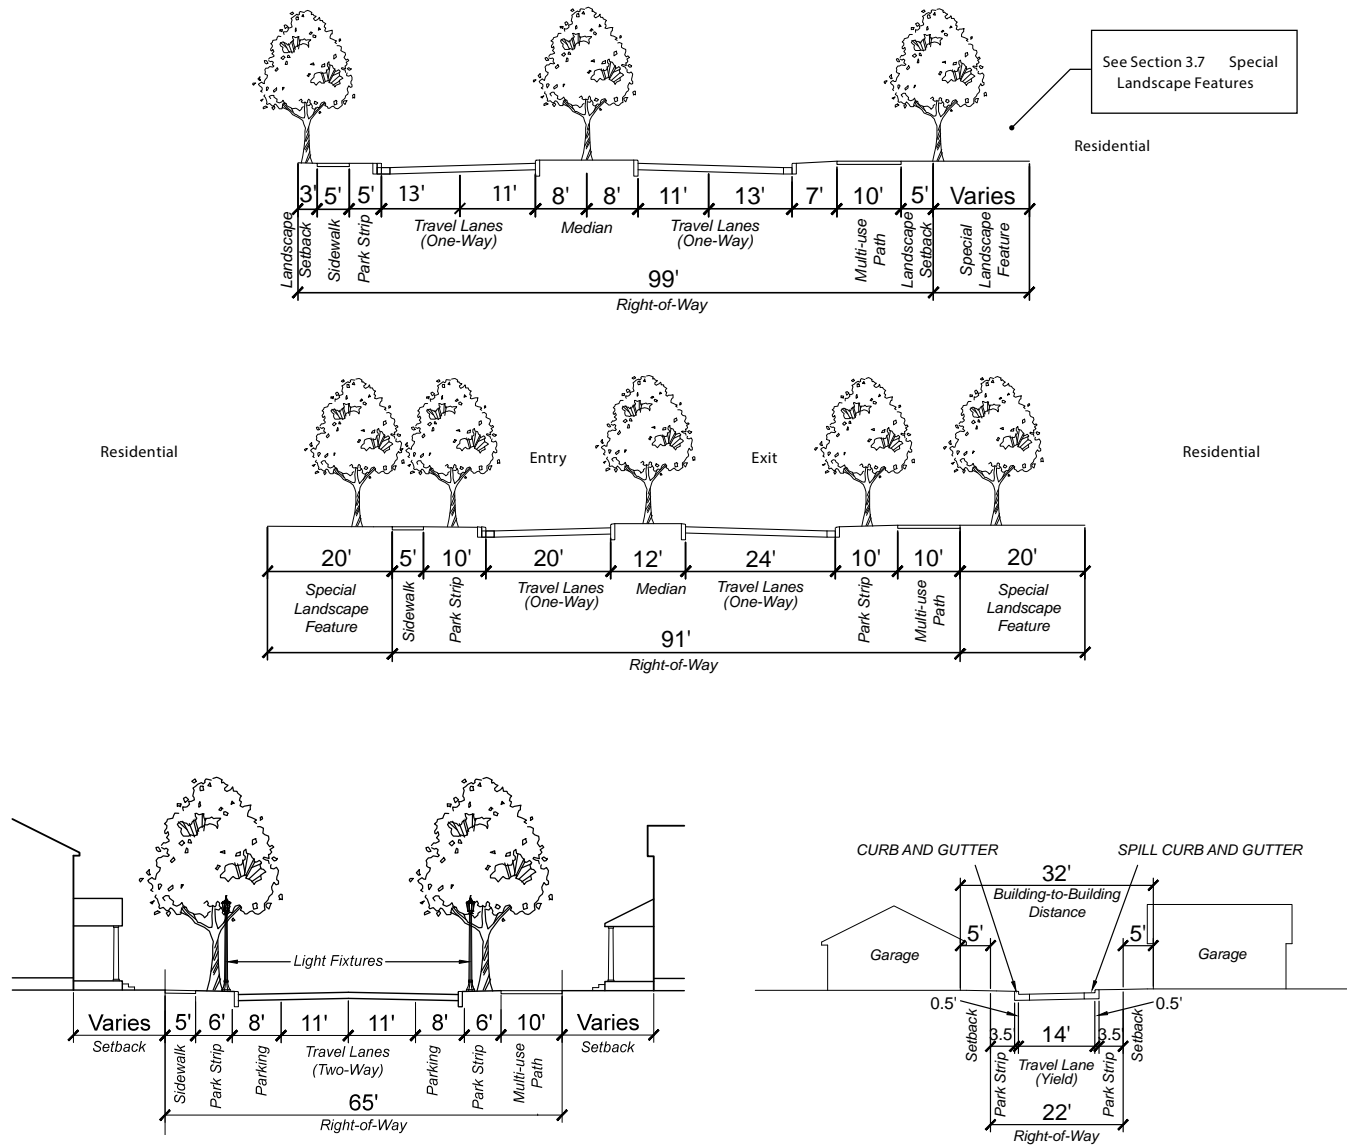 See Section 3.7 Special
Landscape Features
Residential
3' 5' 5' 13' 11' 8' 8' 11' 13' 7' 10' 5' Varies
Landscape
Setback
Sidewalk
Park Strip
Travel Lanes
(One-Way)
Median
Travel Lanes
(One-Way)
Multi-use
Path
Landscape
Setback
Special
Landscape
Feature
99'
Right-of-Way
Residential
Entry
Exit
Residential
20' 5' 10' 20' 12' 24' 10' 10' 20'
Special
Landscape
Feature
Sidewalk
Park Strip
Travel Lanes
(One-Way)
Median
Travel Lanes
(One-Way)
Park Strip
Multi-use
Path
Special
Landscape
Feature
91'
Right-of-Way
Light Fixtures
Varies 5' 6' 8' 11' 11' 8' 6' 10' Varies
Setback
Sidewalk
Park Strip
Parking
Travel Lanes
(Two-Way)
Parking
Park Strip
Multi-use
Path
Setback
65'
Right-of-Way
CURB AND GUTTER
SPILL CURB AND GUTTER
32'
Building-to-Building
Distance
5'
5'
Garage
Garage
0.5'
0.5'
Setback
3.5' 14' 3.5'
Setback
Park Strip
Travel Lane
(Yield)
Park Strip
22'
Right-of-Way